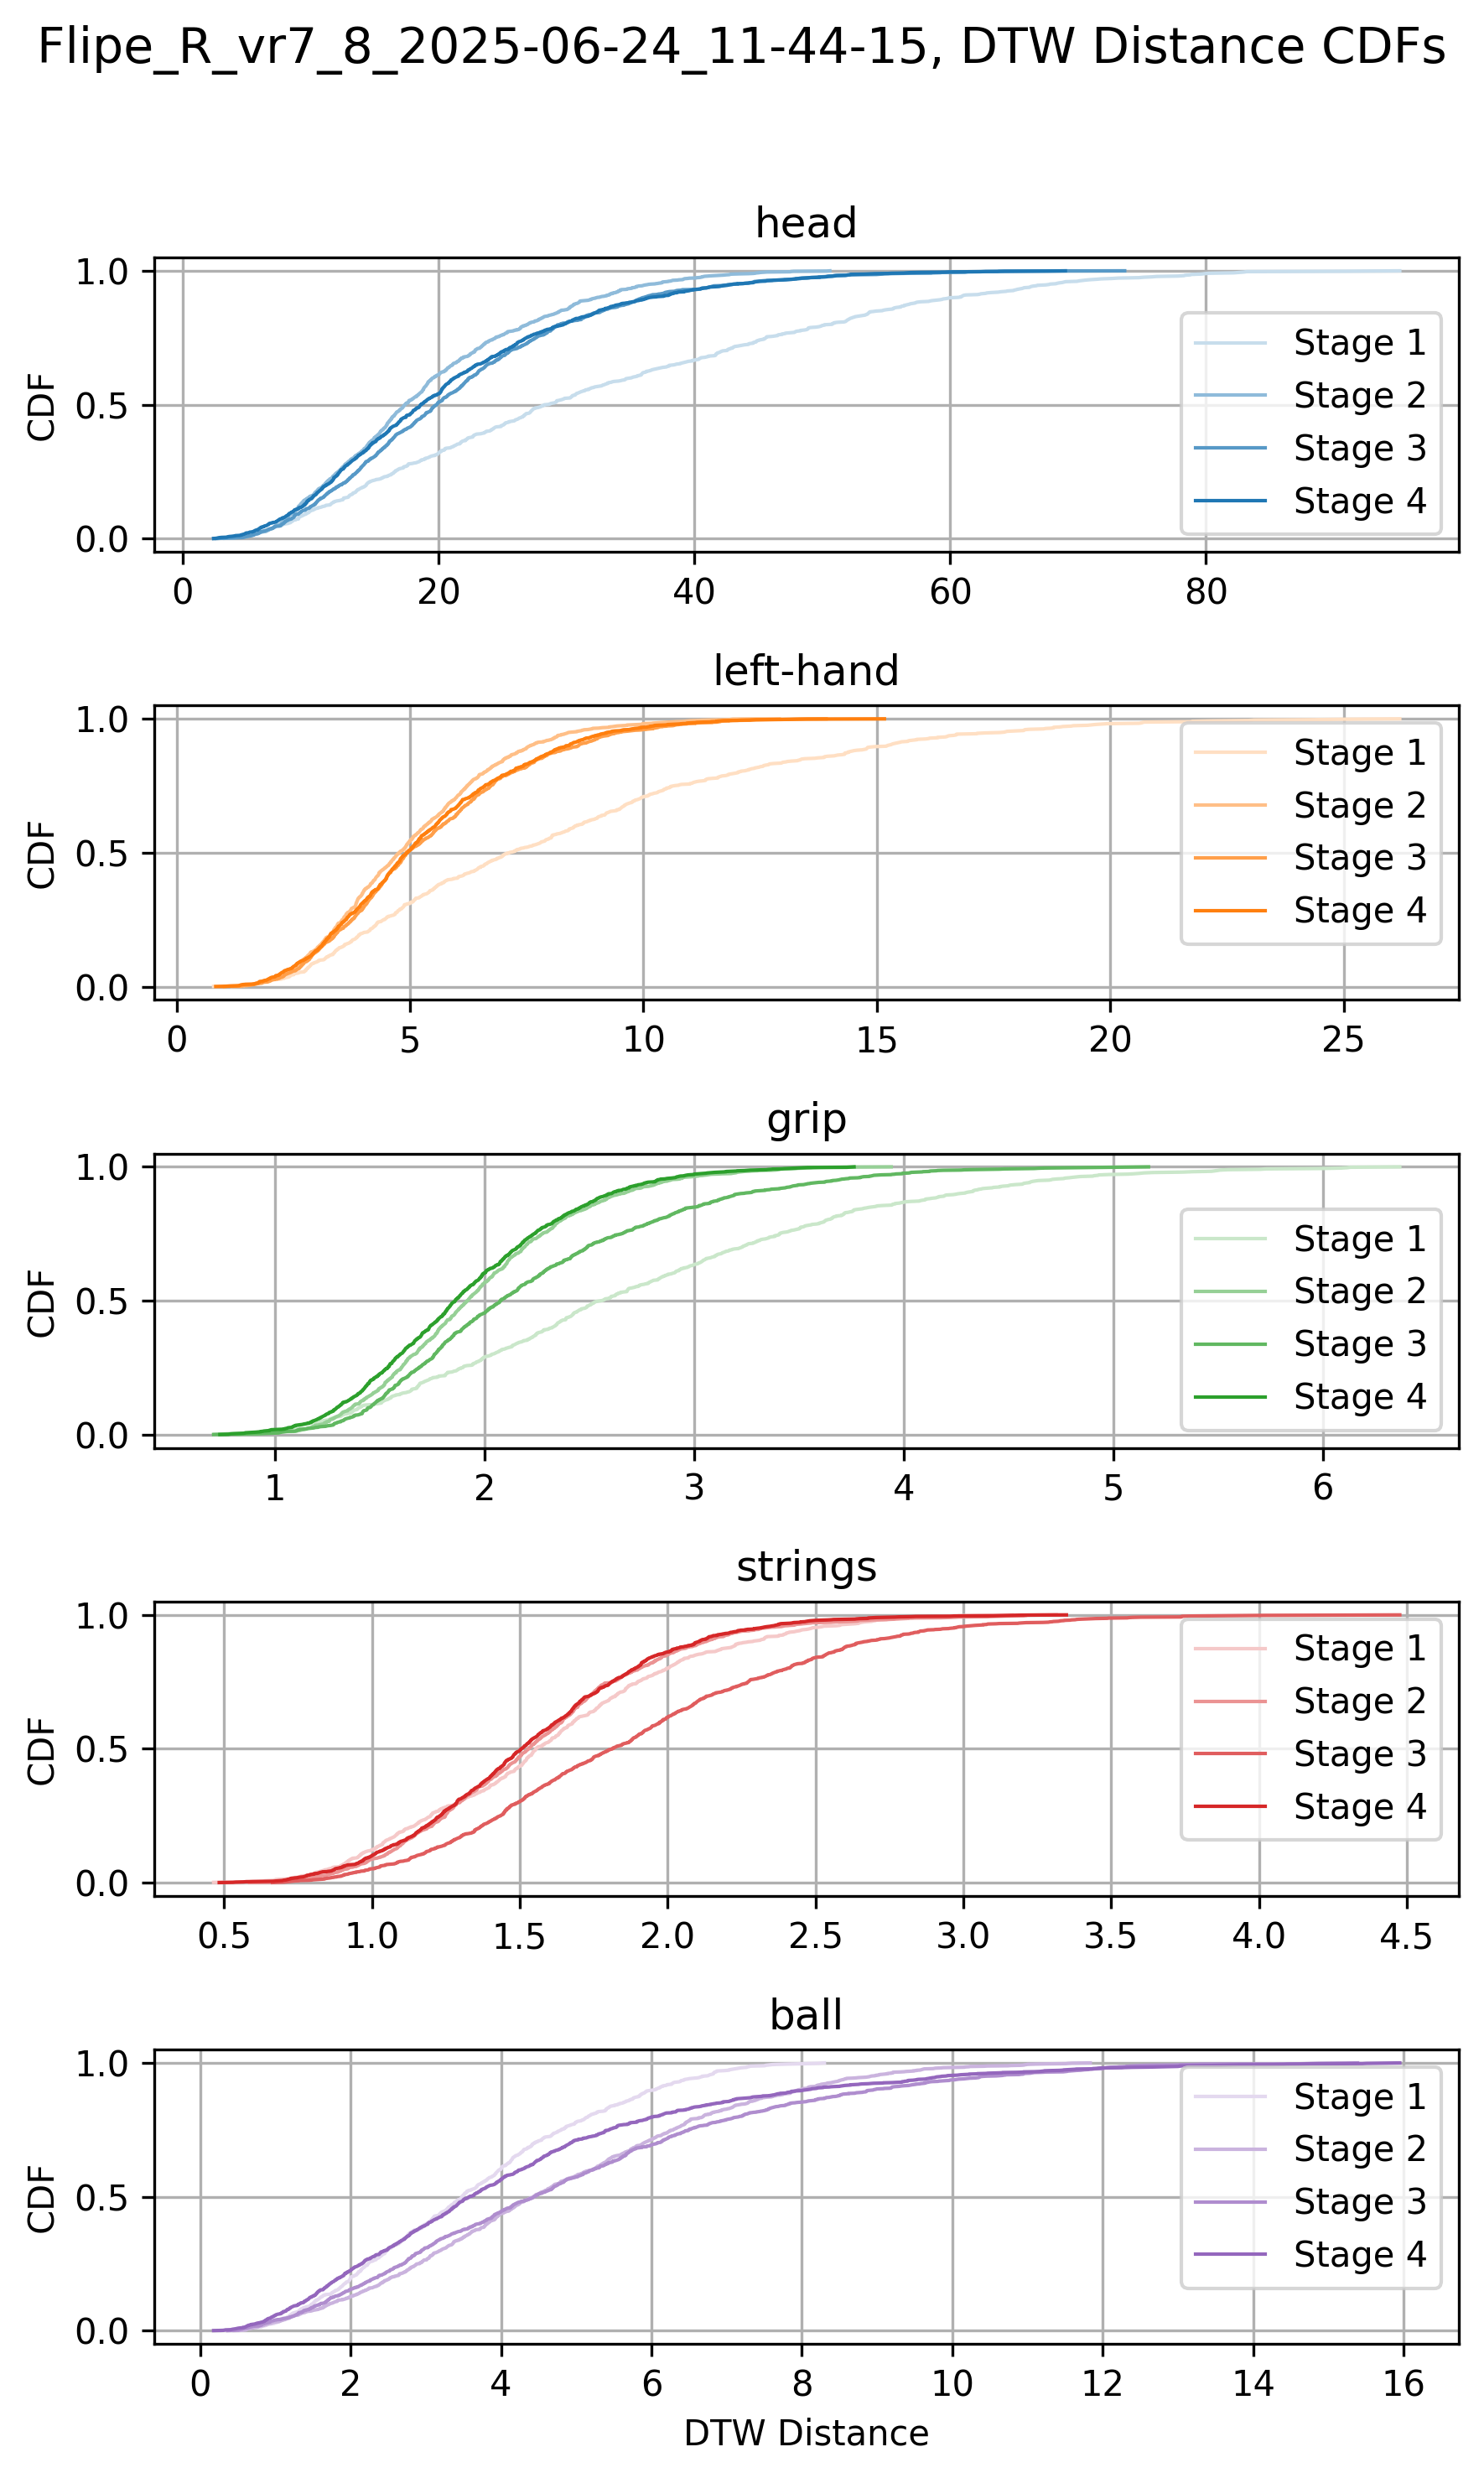 Flipe_R_vr7_8_2025-06-24_11-44-15, DTW Distance CDFs
head
1.0
0.5
0.0
CDF
0 20 40 60 80
Stage 1
Stage 2
Stage 3
Stage 4
left-hand
1.0
0.5
0.0
CDF
0 5 10 15 20 25
Stage 1
Stage 2
Stage 3
Stage 4
grip
1.0
0.5
0.0
CDF
1 2 3 4 5 6
Stage 1
Stage 2
Stage 3
Stage 4
strings
1.0
0.5
0.0
CDF
0.5 1.0 1.5 2.0 2.5 3.0 3.5 4.0 4.5
Stage 1
Stage 2
Stage 3
Stage 4
ball
1.0
0.5
0.0
CDF
0 2 4 6 8 10 12 14 16
Stage 1
Stage 2
Stage 3
Stage 4
DTW Distance